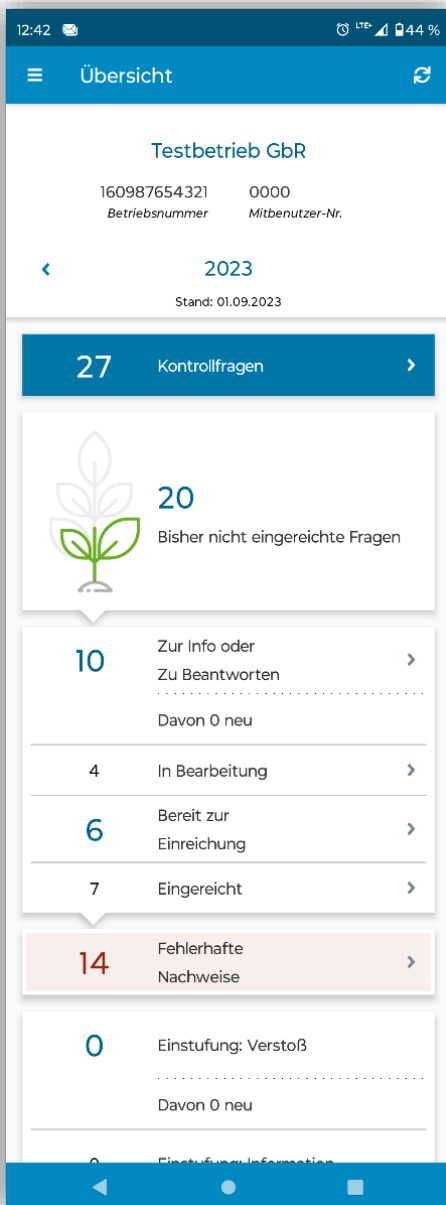 12:42 LTE+ 44 %
Übersicht
Testbetrieb GbR
160987654321 0000
Betriebsnummer Mitbenutzer-Nr.
2023
Stand: 01.09.2023
27 Kontrollfragen
20
Bisher nicht eingereichte Fragen
10 Zur Info oder
Zu Beantworten
Davon 0 neu
4 In Bearbeitung
6 Bereit zur
Einreichung
7 Eingereicht
14 Fehlerhafte
Nachweise
0 Einstufung: Verstoß
Davon 0 neu
Einstufung: Information